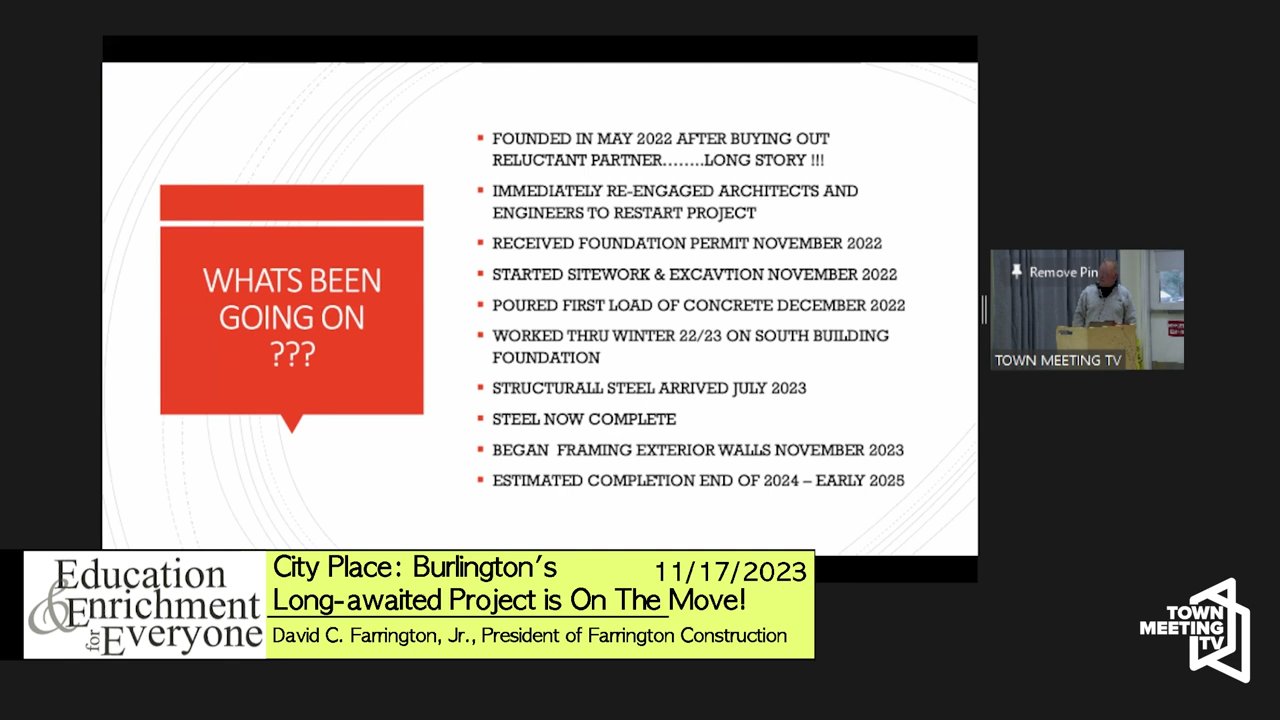 FOUNDED IN MAY 2022 AFTER BUYING OUT
RELUCTANT PARTNER........LONG STORY !!!
IMMEDIATELY RE-ENGAGED ARCHITECTS AND
ENGINEERS TO RESTART PROJECT
RECEIVED FOUNDATION PERMIT NOVEMBER 2022
STARTED SITEWORK & EXCAVTION NOVEMBER 2022
POURED FIRST LOAD OF CONCRETE DECEMBER 2022
WORKED THRU WINTER 22/23 ON SOUTH BUILDING
FOUNDATION
STRUCTURALL STEEL ARRIVED JULY 2023
STEEL NOW COMPLETE
BEGAN FRAMING EXTERIOR WALLS NOVEMBER 2023
ESTIMATED COMPLETION END OF 2024 – EARLY 2025
WHATS BEEN
GOING ON
???
Remove Pin
TOWN MEETING TV
Education
& Enrichment
for Everyone
City Place: Burlington's
11/17/2023
Long-awaited Project is On The Move!
David C. Farrington, Jr., President of Farrington Construction
TOWN
MEETING
TV